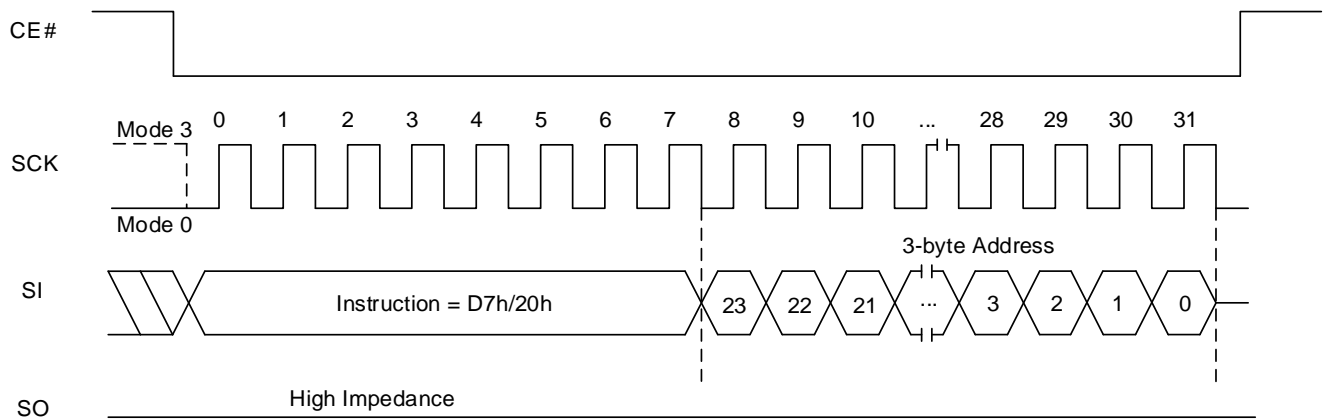 CE#
0 1 2 3 4 5 6 7 8 9 10 ... 28 29 30 31
Mode 3
SCK
Mode 0
3-byte Address
SI
Instruction = D7h/20h 23 22 21 ... 3 2 1 0
High Impedance
SO